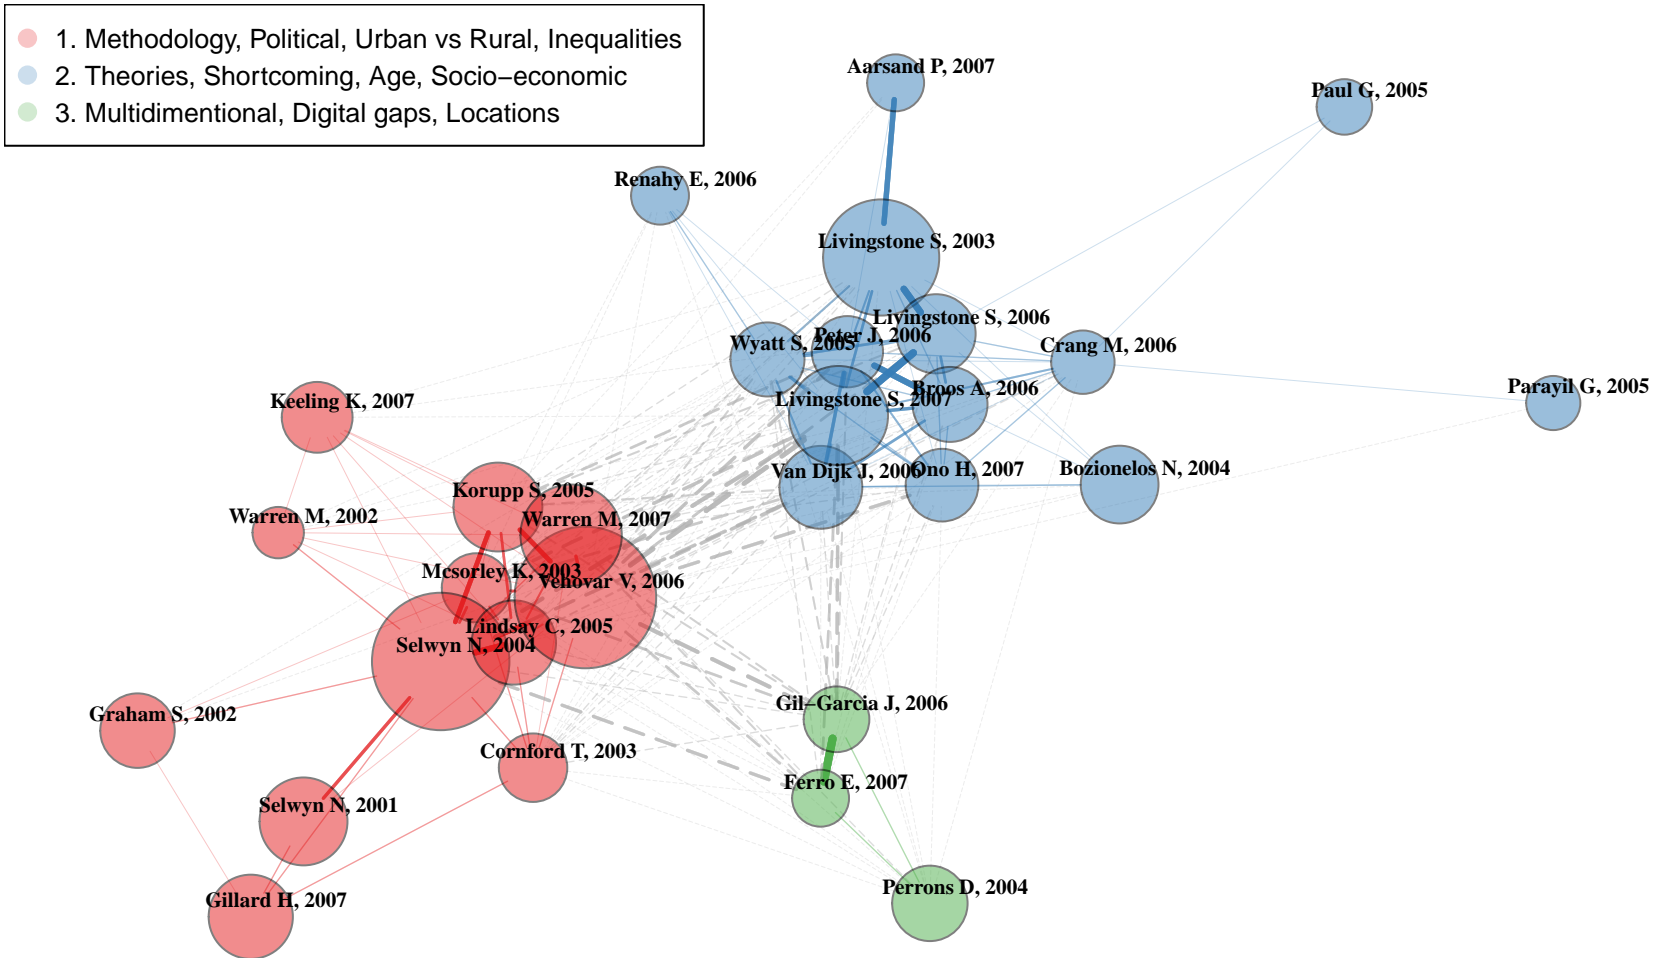 1. Methodology, Political, Urban vs Rural, Inequalities
2. Theories, Shortcoming, Age, Socio−economic
3. Multidimentional, Digital gaps, Locations
Aarsand P, 2007
Paul G, 2005
Renahy E, 2006
Livingstone S, 2003
Livingstone S, 2006
Peter J, 2006
Wyatt S, 2005
Crang M, 2006
Broos A, 2006
Parayil G, 2005
Livingstone S, 2007
Keeling K, 2007
Van Dijk J, 2006
Ono H, 2007
Bozionelos N, 2004
Korupp S, 2005
Warren M, 2002
Warren M, 2007
Mcsorley K, 2003
Vehovar V, 2006
Lindsay C, 2005
Selwyn N, 2004
Gil−Garcia J, 2006
Graham S, 2002
Cornford T, 2003
Ferro E, 2007
Selwyn N, 2001
Perrons D, 2004
Gillard H, 2007